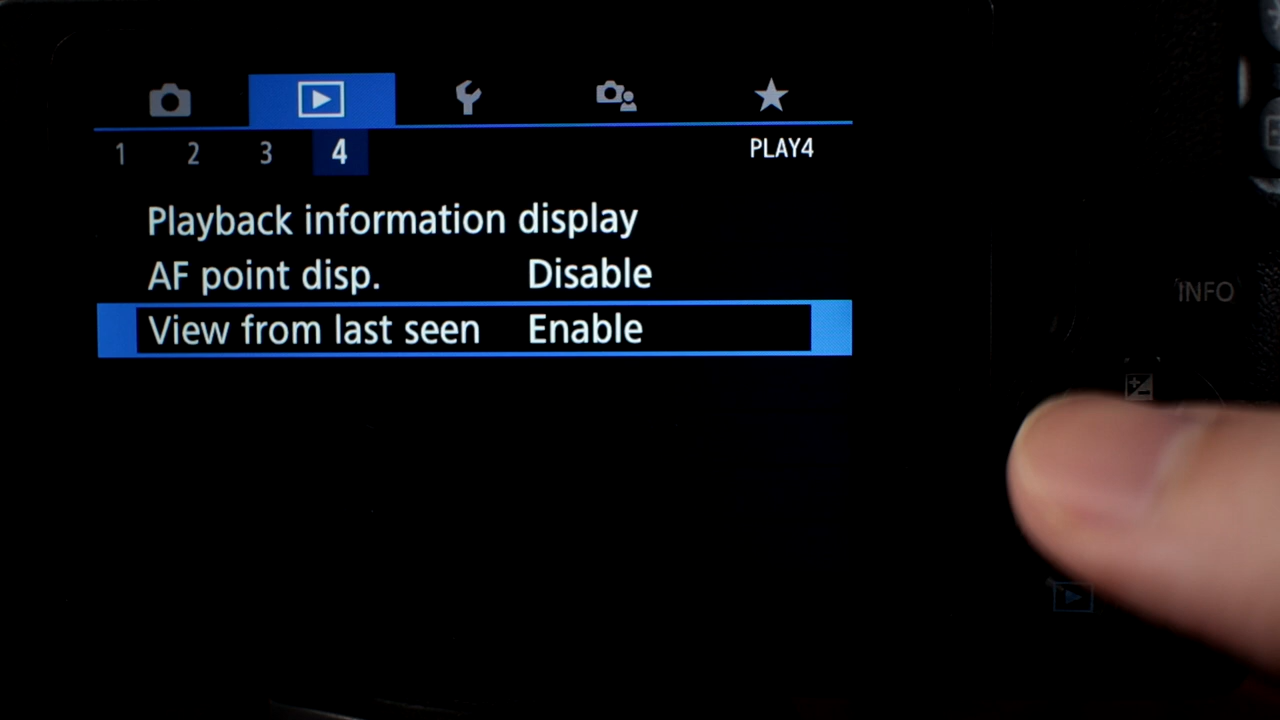 1 2 3 4 PLAY4
Playback information display
AF point disp. Disable
View from last seen Enable
INFO